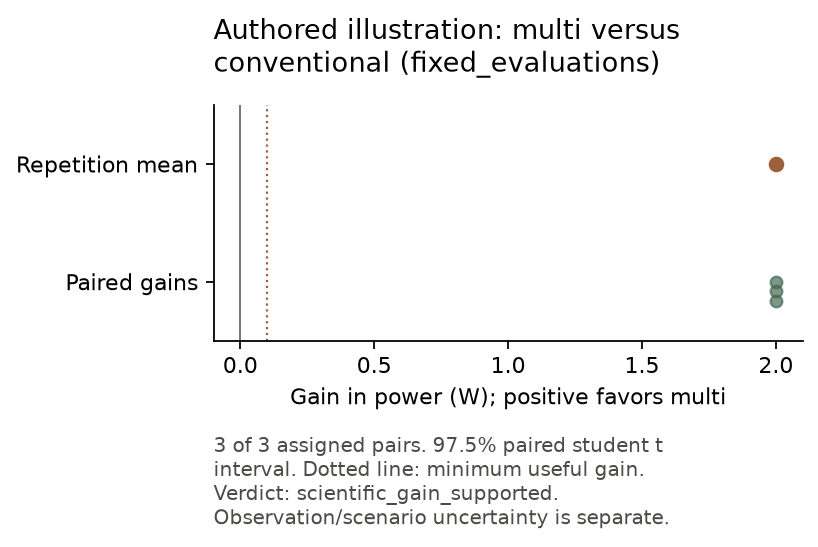 Authored illustration: multi versus
conventional (fixed_evaluations)
Repetition mean
Paired gains
0.0 0.5 1.0 1.5 2.0
Gain in power (W); positive favors multi
3 of 3 assigned pairs. 97.5% paired student t
interval. Dotted line: minimum useful gain.
Verdict: scientific_gain_supported.
Observation/scenario uncertainty is separate.